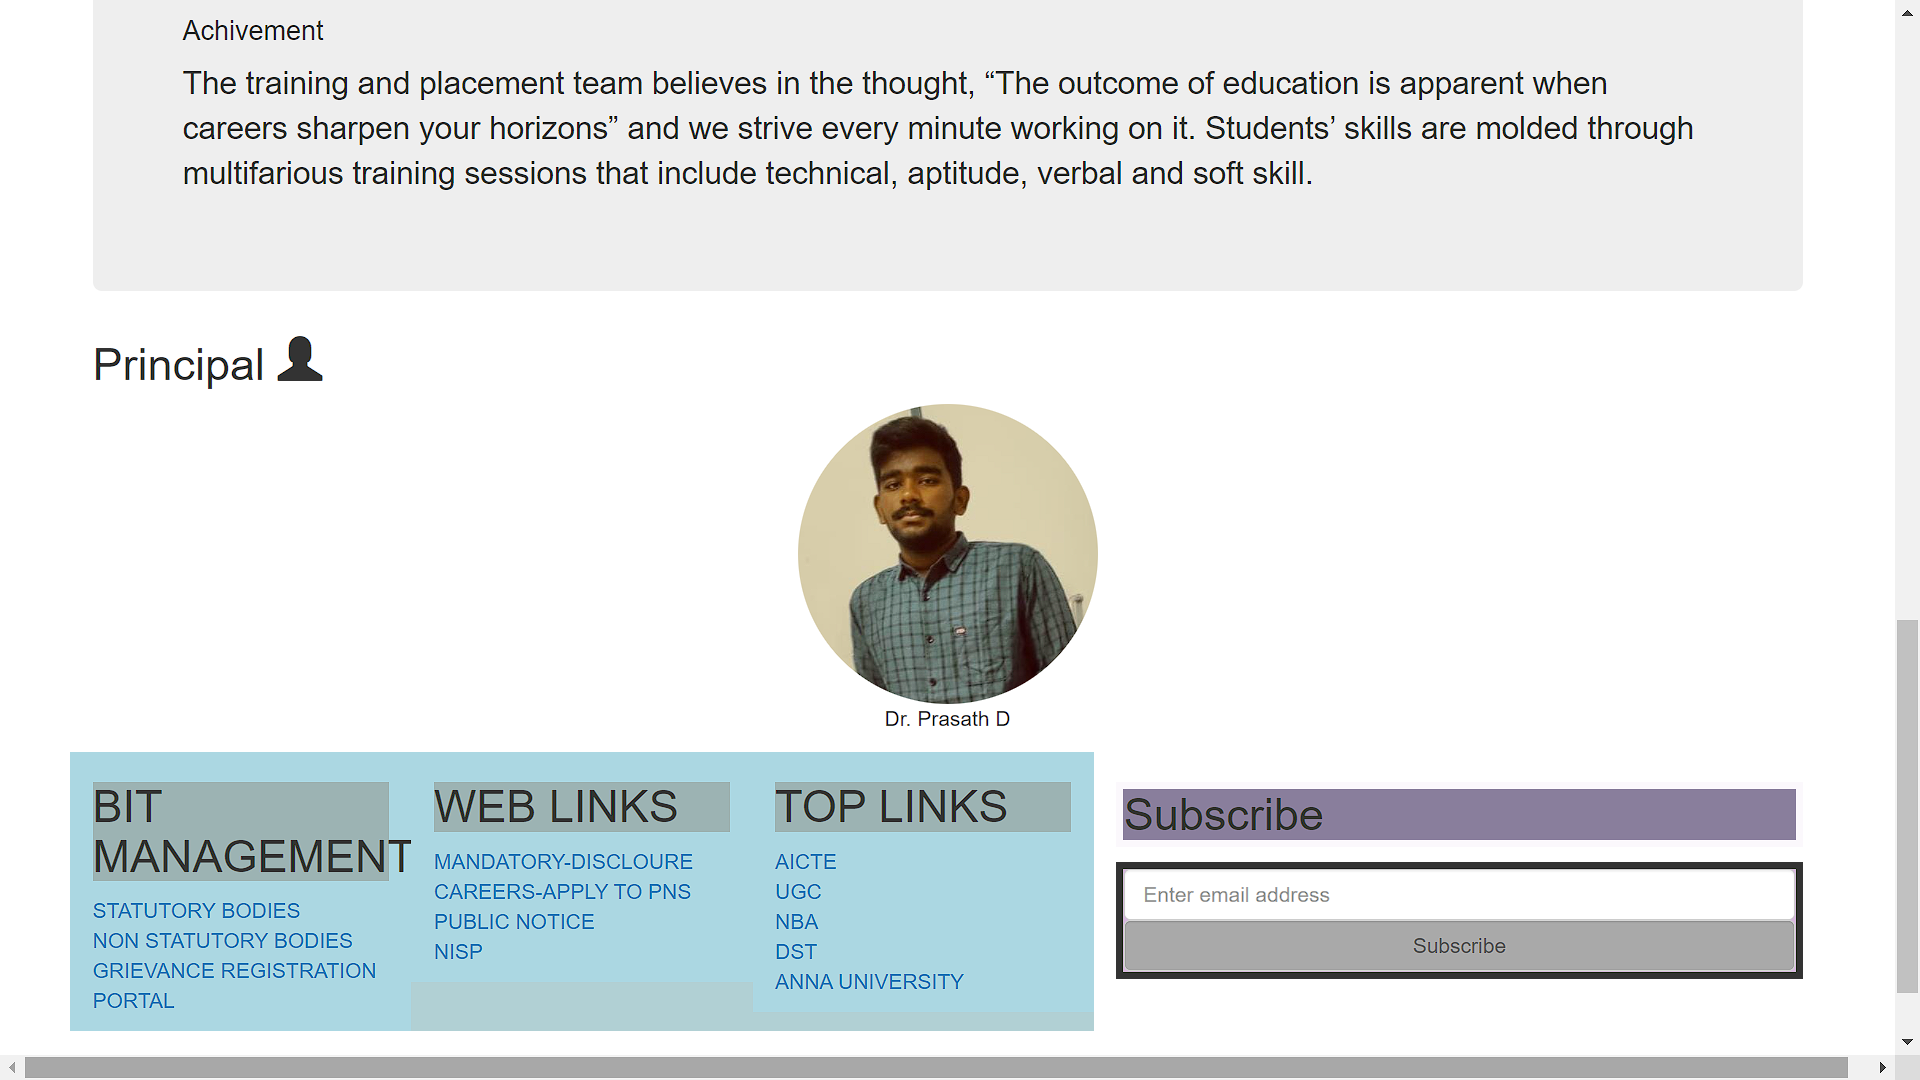 Achivement
The training and placement team believes in the thought, “The outcome of education is apparent when
careers sharpen your horizons” and we strive every minute working on it. Students’ skills are molded through
multifarious training sessions that include technical, aptitude, verbal and soft skill.
Principal
Dr. Prasath D
BIT
MANAGEMENT
STATUTORY BODIES
NON STATUTORY BODIES
GRIEVANCE REGISTRATION
PORTAL
WEB LINKS
MANDATORY-DISCLOURE
CAREERS-APPLY TO PNS
PUBLIC NOTICE
NISP
TOP LINKS
AICTE
UGC
NBA
DST
ANNA UNIVERSITY
Subscribe
Enter email address
Subscribe